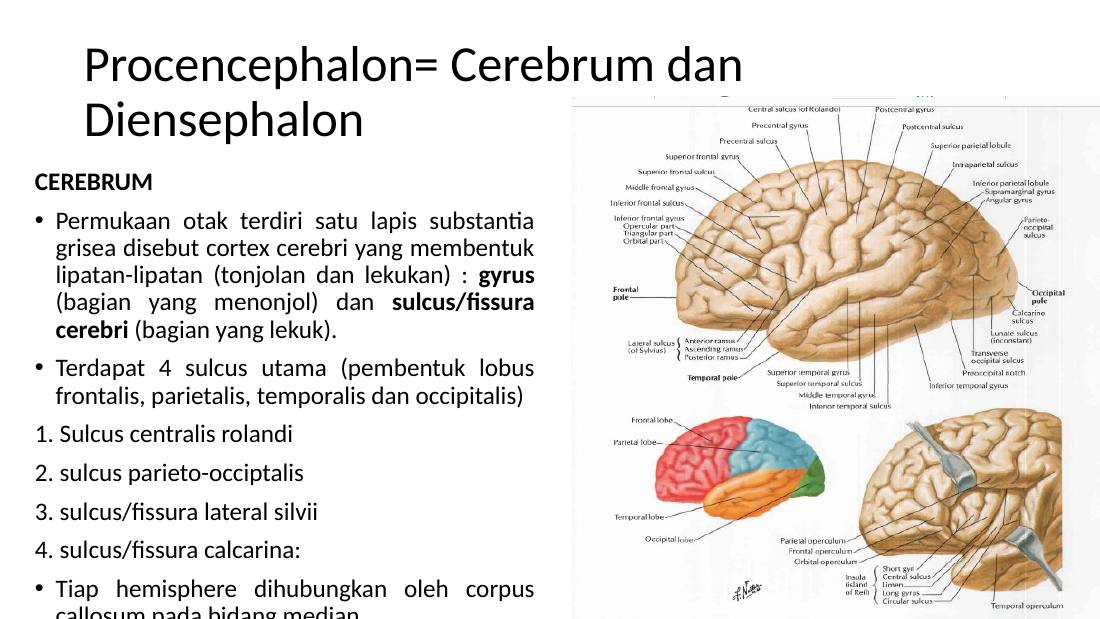 Procencephalon= Cerebrum dan
Diensephalon
CEREBRUM
• Permukaan otak terdiri satu lapis substantia
grisea disebut cortex cerebri yang membentuk
lipatan-lipatan (tonjolan dan lekukan) : gyrus
(bagian yang menonjol) dan sulcus/fissura
cerebri (bagian yang lekuk).
• Terdapat 4 sulcus utama (pembentuk lobus
frontalis, parietalis, temporalis dan occipitalis)
1. Sulcus centralis rolandi
2. sulcus parieto-occiptalis
3. sulcus/fissura lateral silvii
4. sulcus/fissura calcarina:
• Tiap hemisphere dihubungkan oleh corpus
callosum pada bidang median
Central sulcus (of Rolando)
Precentral gyrus
Precentral sulcus
Superior frontal gyrus
Superior frontal sulcus
Middle frontal gyrus
Inferior frontal sulcus
Inferior frontal gyrus
Opercular part
Triangular part
Orbital part
Frontal
pole
Lateral sulcus
(of Sylvius)
Anterior ramus
Ascending ramus
Posterior ramus
Temporal pole
Postcentral gyrus
Postcentral sulcus
Superior parietal lobule
Intraparietal sulcus
Inferior parietal lobule
Supramarginal gyrus
Angular gyrus
Parieto-
occipital
sulcus
Occipital
pole
Calcarine
sulcus
Lunate sulcus
(inconstant)
Transverse
occipital sulcus
Preoccipital notch
Inferior temporal gyrus
Superior temporal gyrus
Superior temporal sulcus
Middle temporal gyrus
Inferior temporal sulcus
Frontal lobe
Parietal lobe
Temporal lobe
Occipital lobe
Parietal operculum
Frontal operculum
Orbital operculum
Insula
(island
of Reil)
Short gyri
Central sulcus
Limen
Long gyrus
Circular sulcus
Temporal operculum
F. Netter